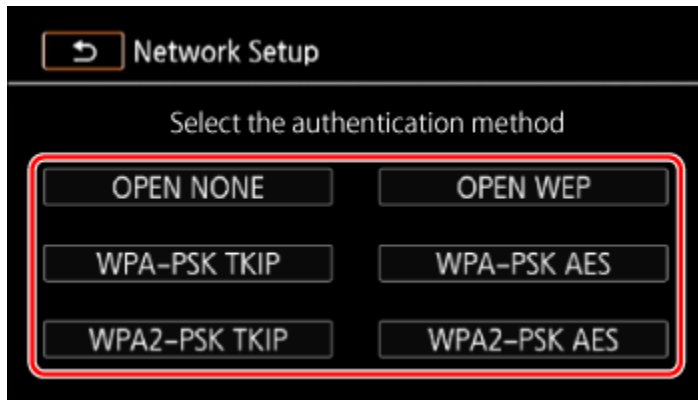 Network Setup
Select the authentication method
OPEN NONE
OPEN WEP
WPA-PSK TKIP
WPA-PSK AES
WPA2-PSK TKIP
WPA2-PSK AES